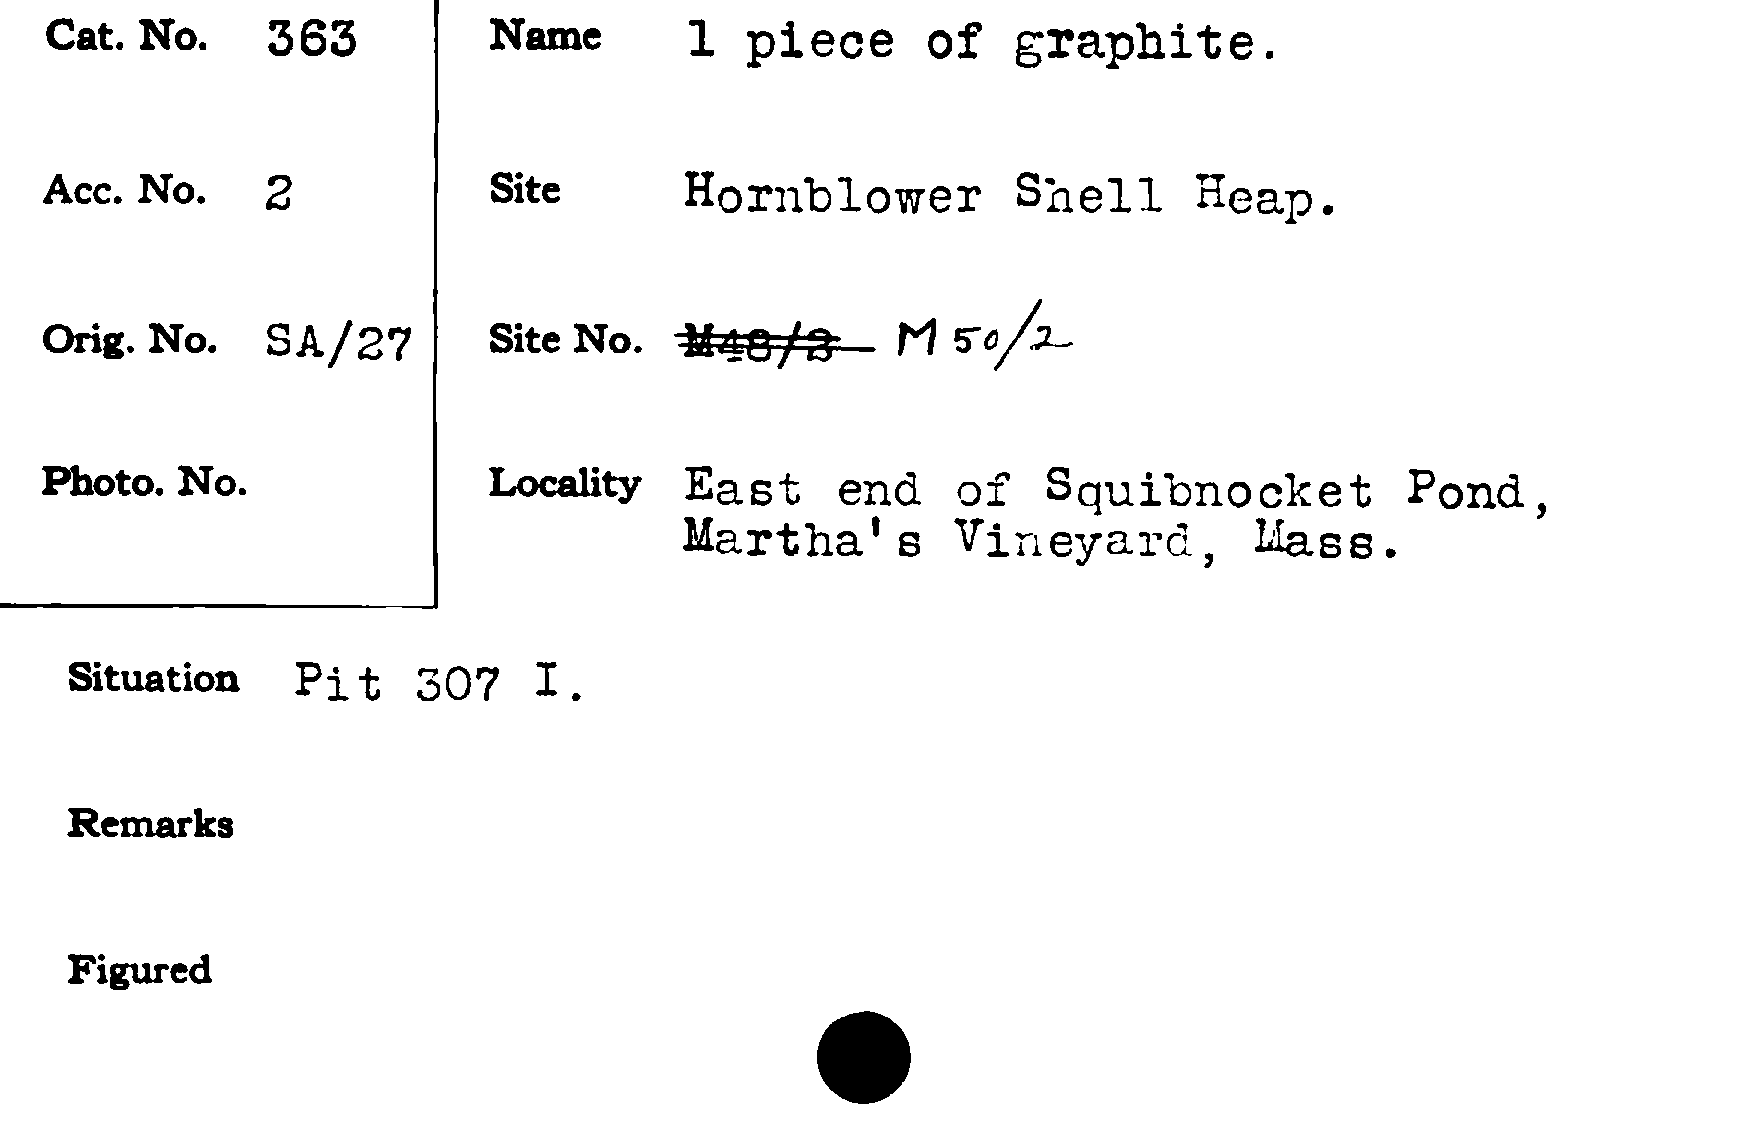 Cat. No. 363
Name 1 piece of graphite.
Acc. No. 2
Site Hornblower Shell Heap.
Orig. No. SA/27
Site No. M 50/2
Photo. No.
Locality East end of Squibnocket Pond,
Martha's Vineyard, Mass.
Situation Pit 307 I.
Remarks
Figured